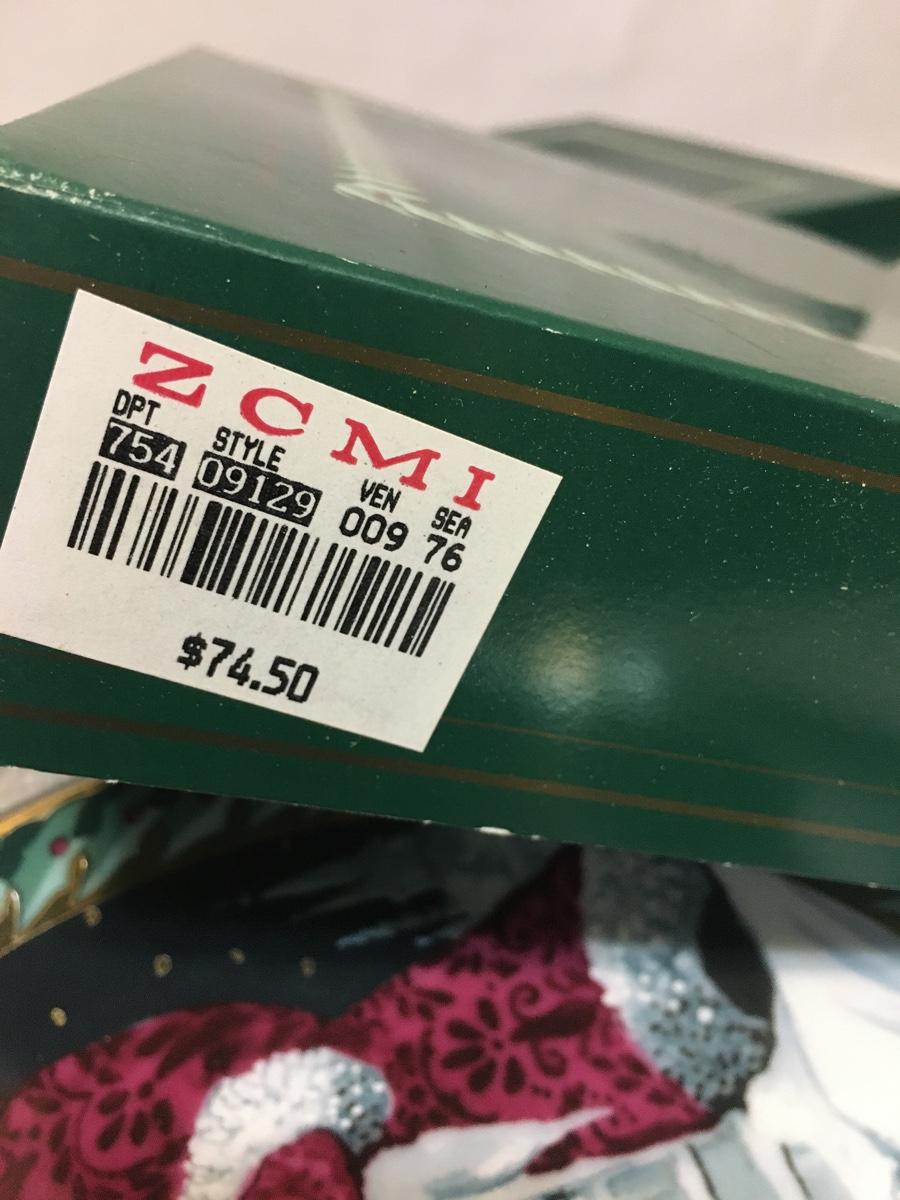 ZCMI
DPT STYLE VEN SEA
754 09129 009 76
$74.50